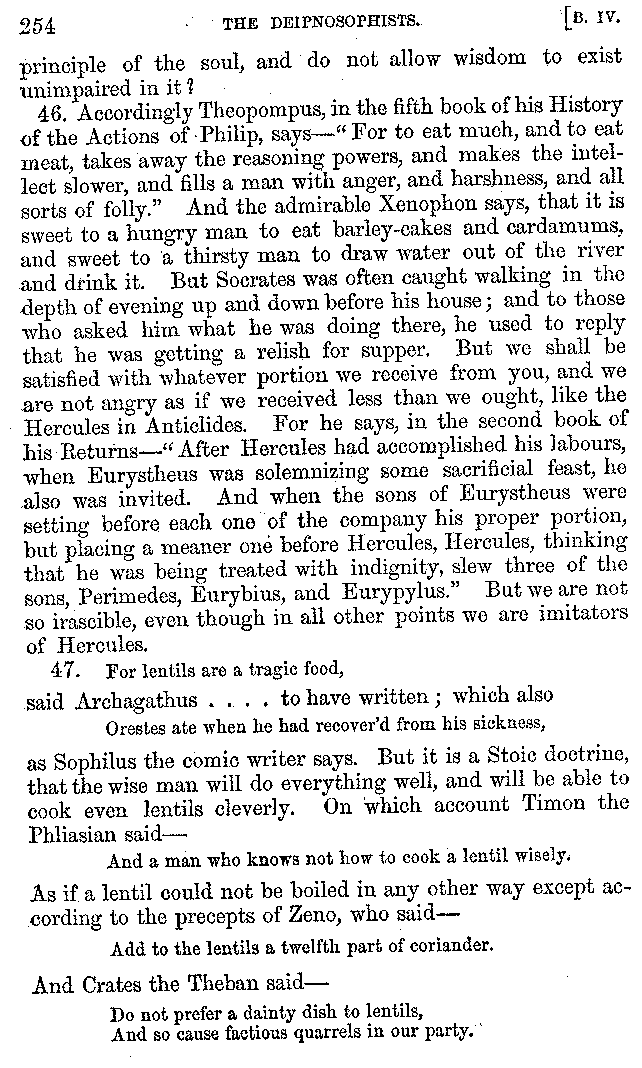 254 THE DEIPNOSOPHISTS. [B. IV.
principle of the soul, and do not allow wisdom to exist
unimpaired in it?
46. Accordingly Theopompus, in the fifth book of his History
of the Actions of Philip, says—“For to eat much, and to eat
meat, takes away the reasoning powers, and makes the intel-
lect slower, and fills a man with anger, and harshness, and all
sorts of folly.” And the admirable Xenophon says, that it is
sweet to a hungry man to eat barley-cakes and cardamums,
and sweet to a thirsty man to draw water out of the river
and drink it. But Socrates was often caught walking in the
depth of evening up and down before his house; and to those
who asked him what he was doing there, he used to reply
that he was getting a relish for supper. But we shall be
satisfied with whatever portion we receive from you, and we
are not angry as if we received less than we ought, like the
Hercules in Anticlides. For he says, in the second book of
his Returns—“After Hercules had accomplished his labours,
when Eurystheus was solemnizing some sacrificial feast, he
also was invited. And when the sons of Eurystheus were
setting before each one of the company his proper portion,
but placing a meaner one before Hercules, Hercules, thinking
that he was being treated with indignity, slew three of the
sons, Perimedes, Eurybius, and Eurypylus.” But we are not
so irascible, even though in all other points we are imitators
of Hercules.
47. For lentils are a tragic food,
said Archagathus . . . . to have written; which also
Orestes ate when he had recover’d from his sickness,
as Sophilus the comic writer says. But it is a Stoic doctrine,
that the wise man will do everything well, and will be able to
cook even lentils cleverly. On which account Timon the
Phliasian said—
And a man who knows not how to cook a lentil wisely.
As if a lentil could not be boiled in any other way except ac-
cording to the precepts of Zeno, who said—
Add to the lentils a twelfth part of coriander.
And Crates the Theban said—
Do not prefer a dainty dish to lentils,
And so cause factious quarrels in our party.